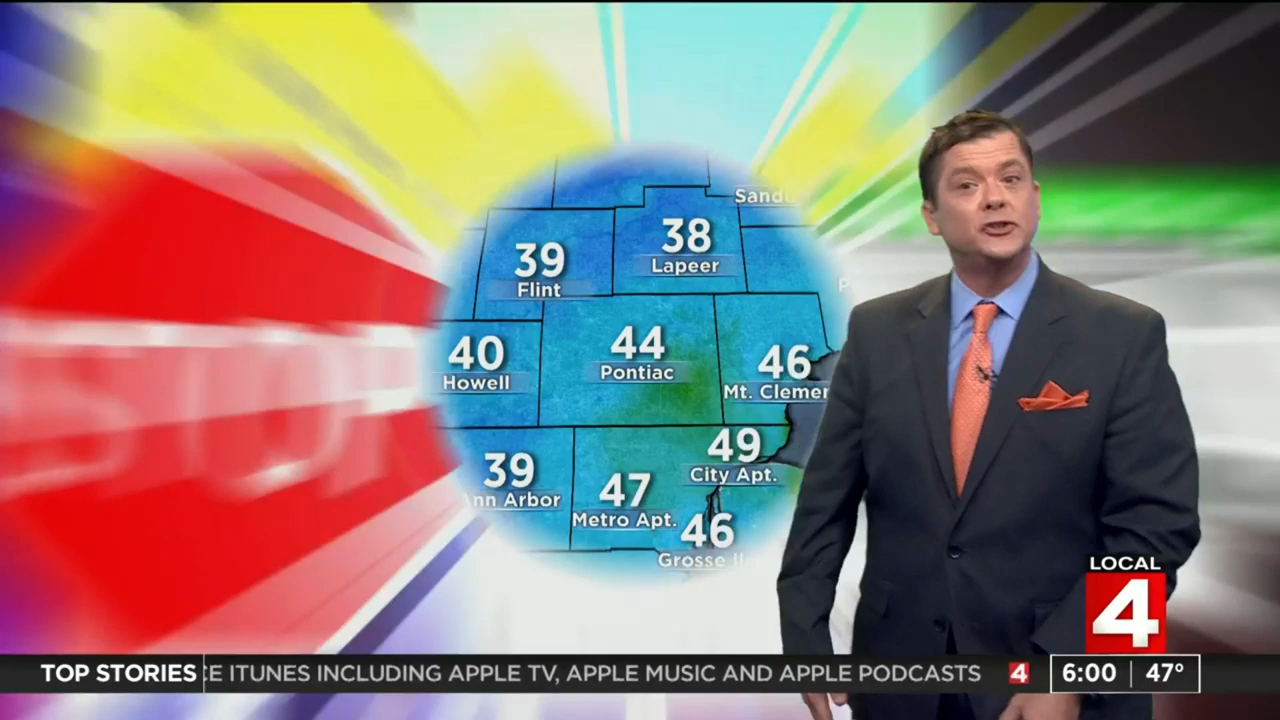 Sand
38
Lapeer
39
Flint
44
Pontiac
40
Howell
46
Mt. Clemen
49
City Apt.
39
nn Arbor
47
Metro Apt.
46
Grosse
STOP
LOCAL
4
TOP STORIES
E ITUNES INCLUDING APPLE TV, APPLE MUSIC AND APPLE PODCASTS
4
6:00
47°